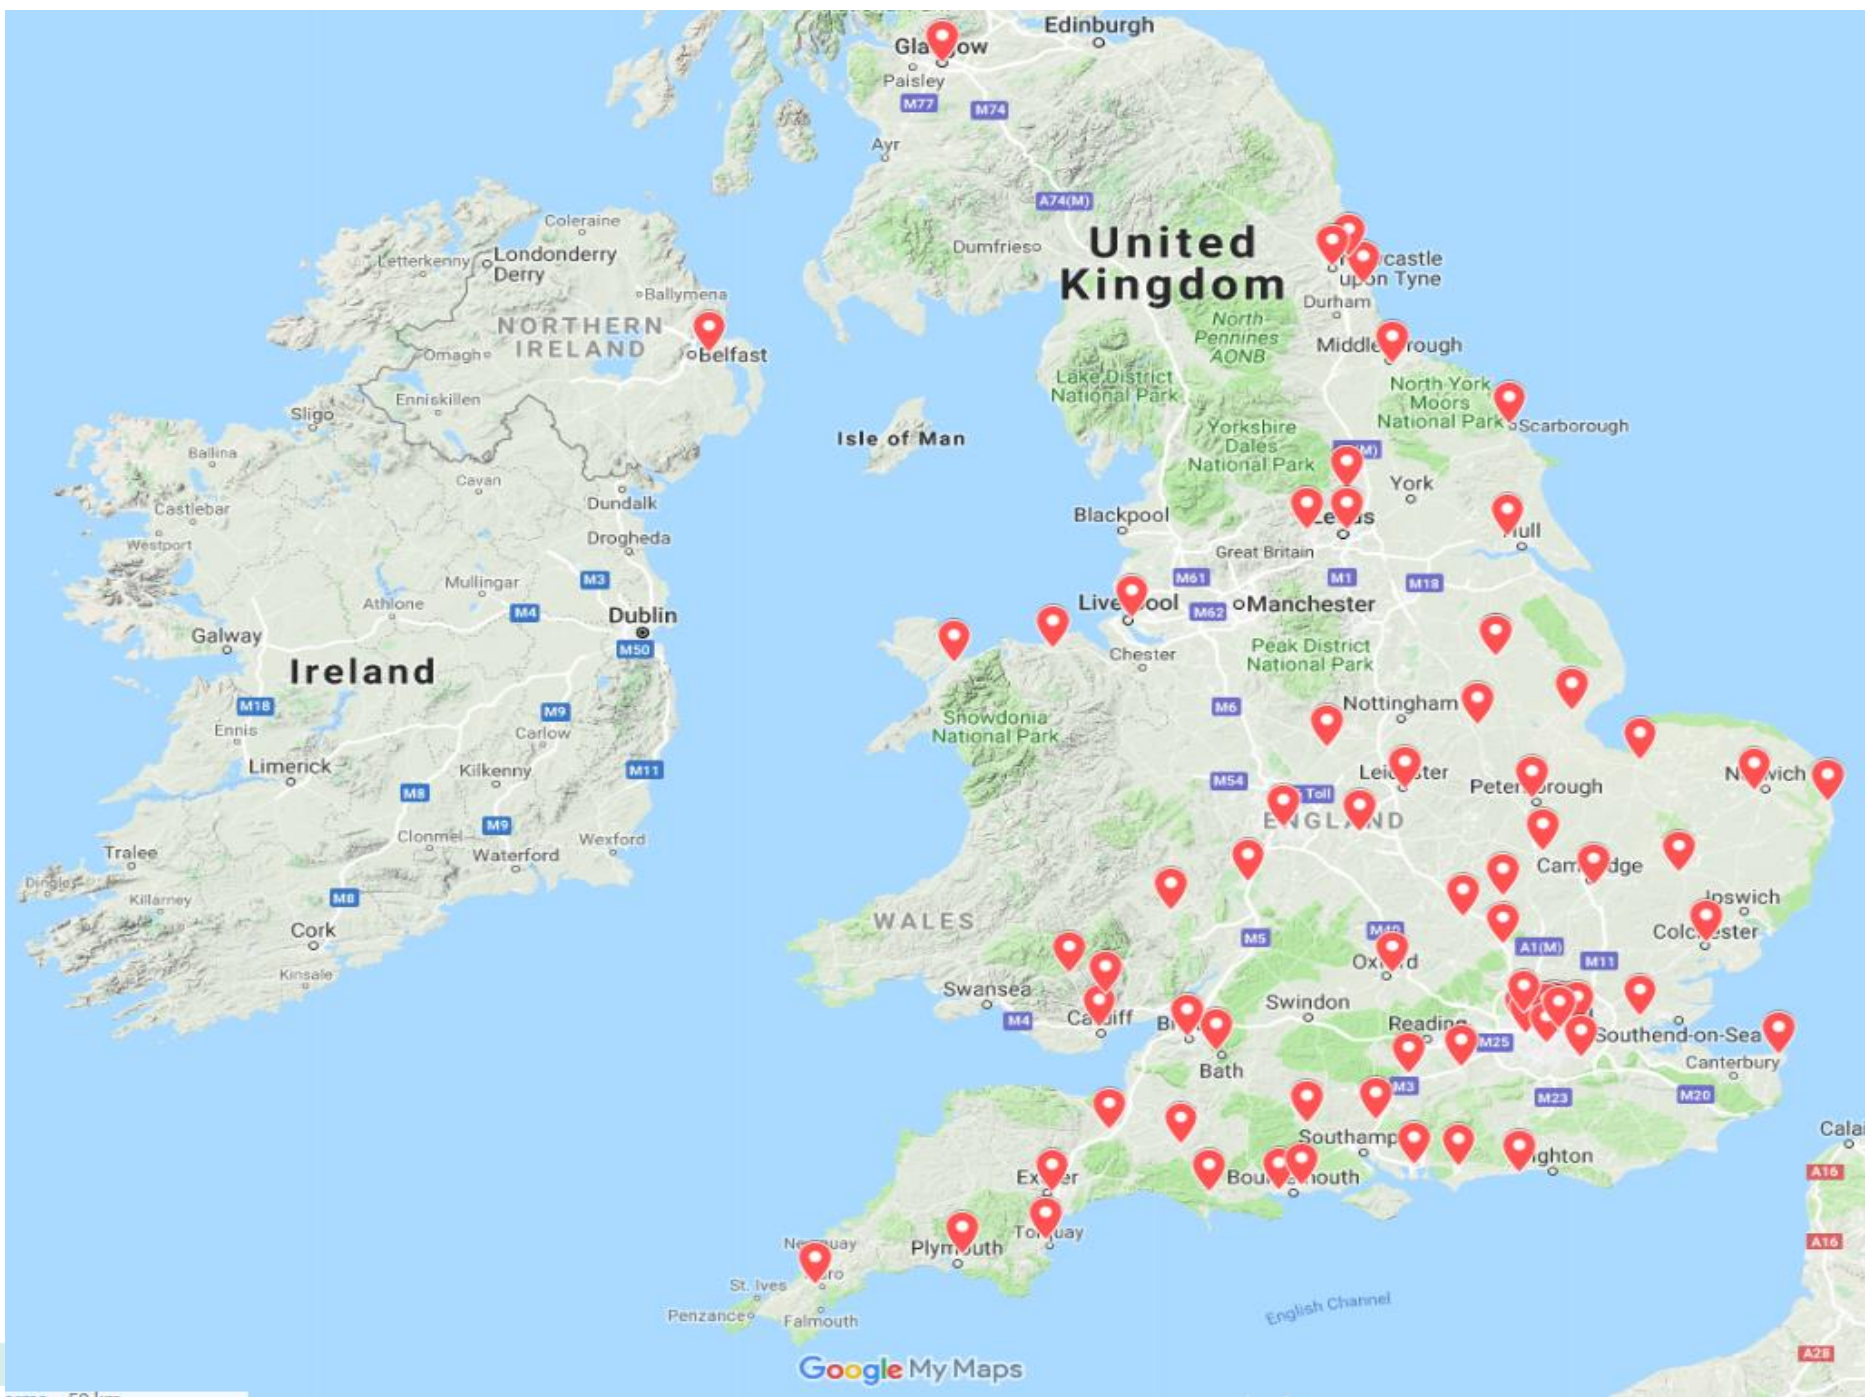 Edinburgh
Paisley
M77
M74
Ayr
A74(M)
Coleraine
Letterkenny
Londonderry
Derry
Dumfries
United
Kingdom
upon Tyne
Durham
Ballymena
NORTHERN
IRELAND
Omagh
Belfast
North
Pennines
AONB
Enniskillen
Sligo
Lake District
National Park
North York
Moors
National Park
Scarborough
Isle of Man
Yorkshire
Dales
National Park
Ballina
Cavan
Dundalk
York
Castlebar
Blackpool
Drogheda
Westport
Great Britain
Mullingar
M3
M61
M1
M18
Athlone
M4
Dublin
M62
Manchester
Galway
M50
Chester
Peak District
National Park
Ireland
M18
M9
M6
Nottingham
Ennis
Carlow
Snowdonia
National Park
Limerick
Kilkenny
M11
M54
Toll
M8
M9
ENGLAND
Clonmel
Waterford
Wexford
Tralee
Dingle
Killarney
M8
Cork
WALES
Ipswich
M5
A1(M)
M11
Kinsale
Swansea
M4
Swindon
Reading
M25
Southend-on-Sea
Bath
Canterbury
M3
M23
M20
English Channel
St. Ives
Penzance
Falmouth
A16
A16
A28
Google My Maps